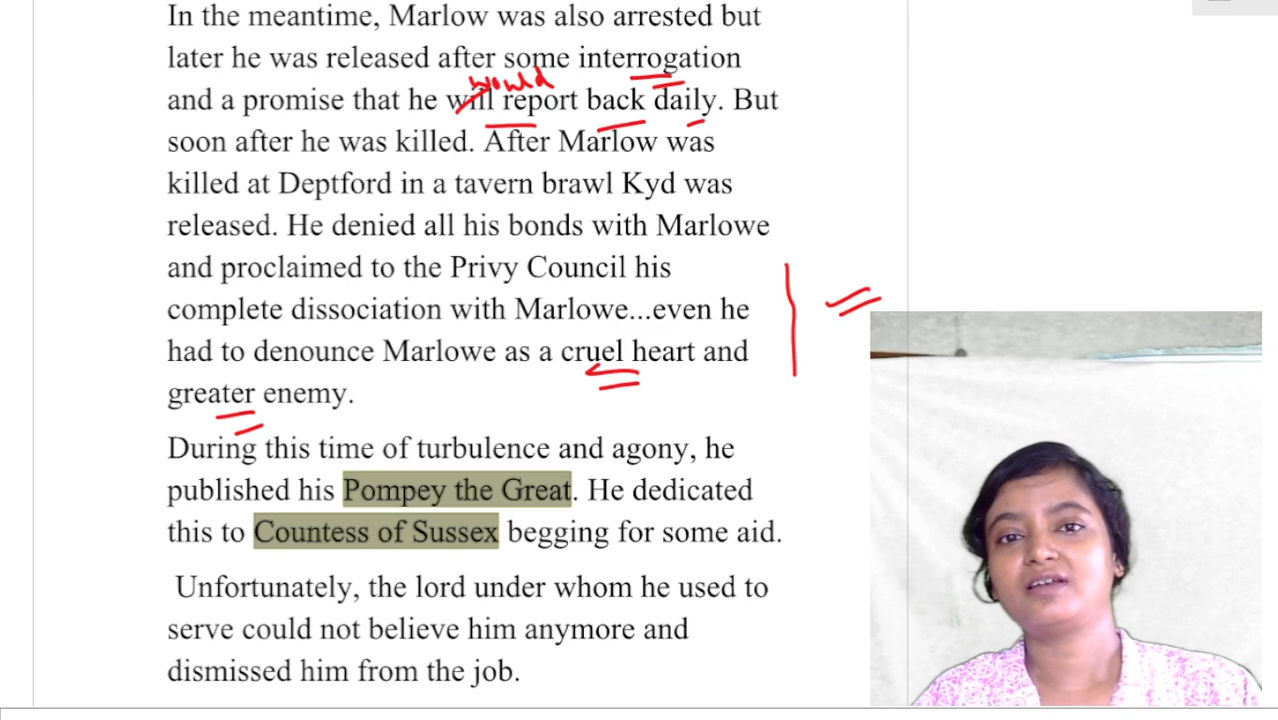 In the meantime, Marlow was also arrested but
later he was released after some interrogation
would
and a promise that he will report back daily. But
soon after he was killed. After Marlow was
killed at Deptford in a tavern brawl Kyd was
released. He denied all his bonds with Marlowe
and proclaimed to the Privy Council his
complete dissociation with Marlowe...even he
had to denounce Marlowe as a cruel heart and
greater enemy.
During this time of turbulence and agony, he
published his Pompey the Great. He dedicated
this to Countess of Sussex begging for some aid.
Unfortunately, the lord under whom he used to
serve could not believe him anymore and
dismissed him from the job.